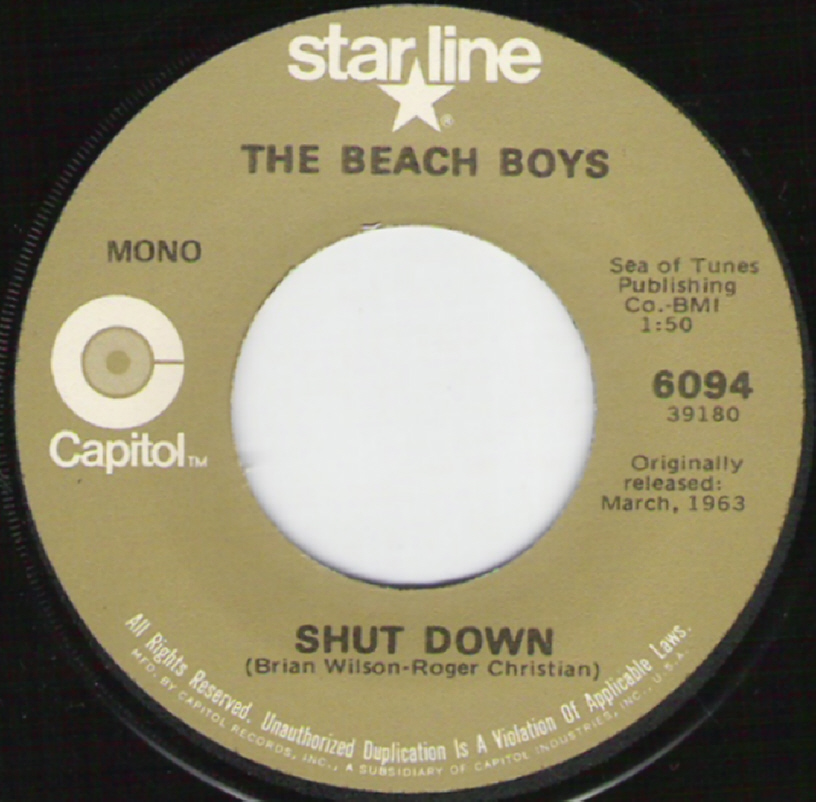 starline
®
THE BEACH BOYS
MONO
Capitol™
Sea of Tunes
Publishing
Co.-BMI
1:50
6094
39180
Originally
released:
March, 1963
SHUT DOWN
(Brian Wilson-Roger Christian)
All Rights Reserved. Unauthorized Duplication Is A Violation Of Applicable Laws.
MFD. BY CAPITOL RECORDS, INC., A SUBSIDIARY OF CAPITOL INDUSTRIES, INC., U.S.A.